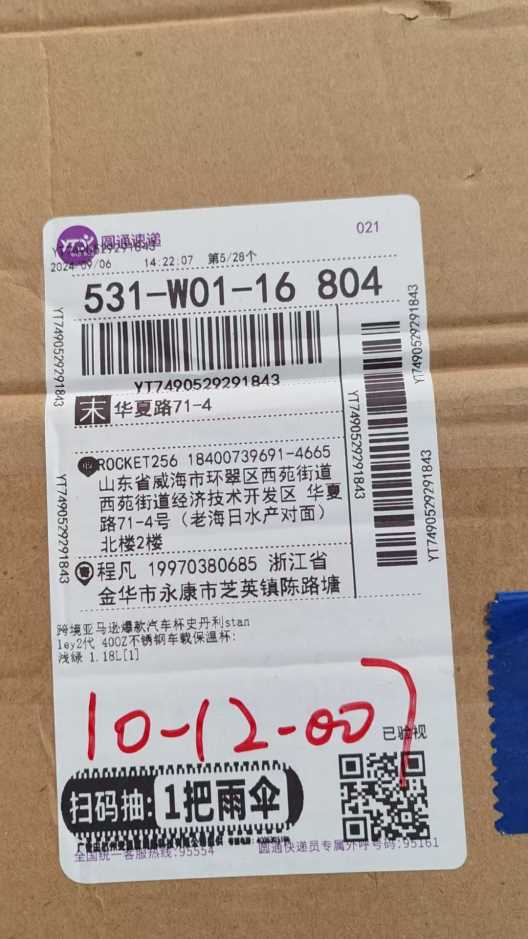 圆通速递
021
YT7490529291843
2024/09/06 14:22:07 第5/28个
531-W01-16 804
YT7490529291843
末 华夏路71-4
ROCKET256 18400739691-4665
山东省威海市环翠区西苑街道
西苑街道经济技术开发区 华夏
路71-4号（老海日水产对面）
北楼2楼
程凡 19970380685 浙江省
金华市永康市芝英镇陈路塘
YT7490529291843
YT7490529291843
YT7490529291843
YT7490529291843
YT7490529291843
跨境亚马逊爆款汽车杯史丹利stan
ley2代 40OZ不锈钢车载保温杯:
浅绿 1.18L[1]
10-12-007
已验视
扫码抽:1把雨伞
全国统一客服热线:95554 圆通快递员专属外呼号码:95161